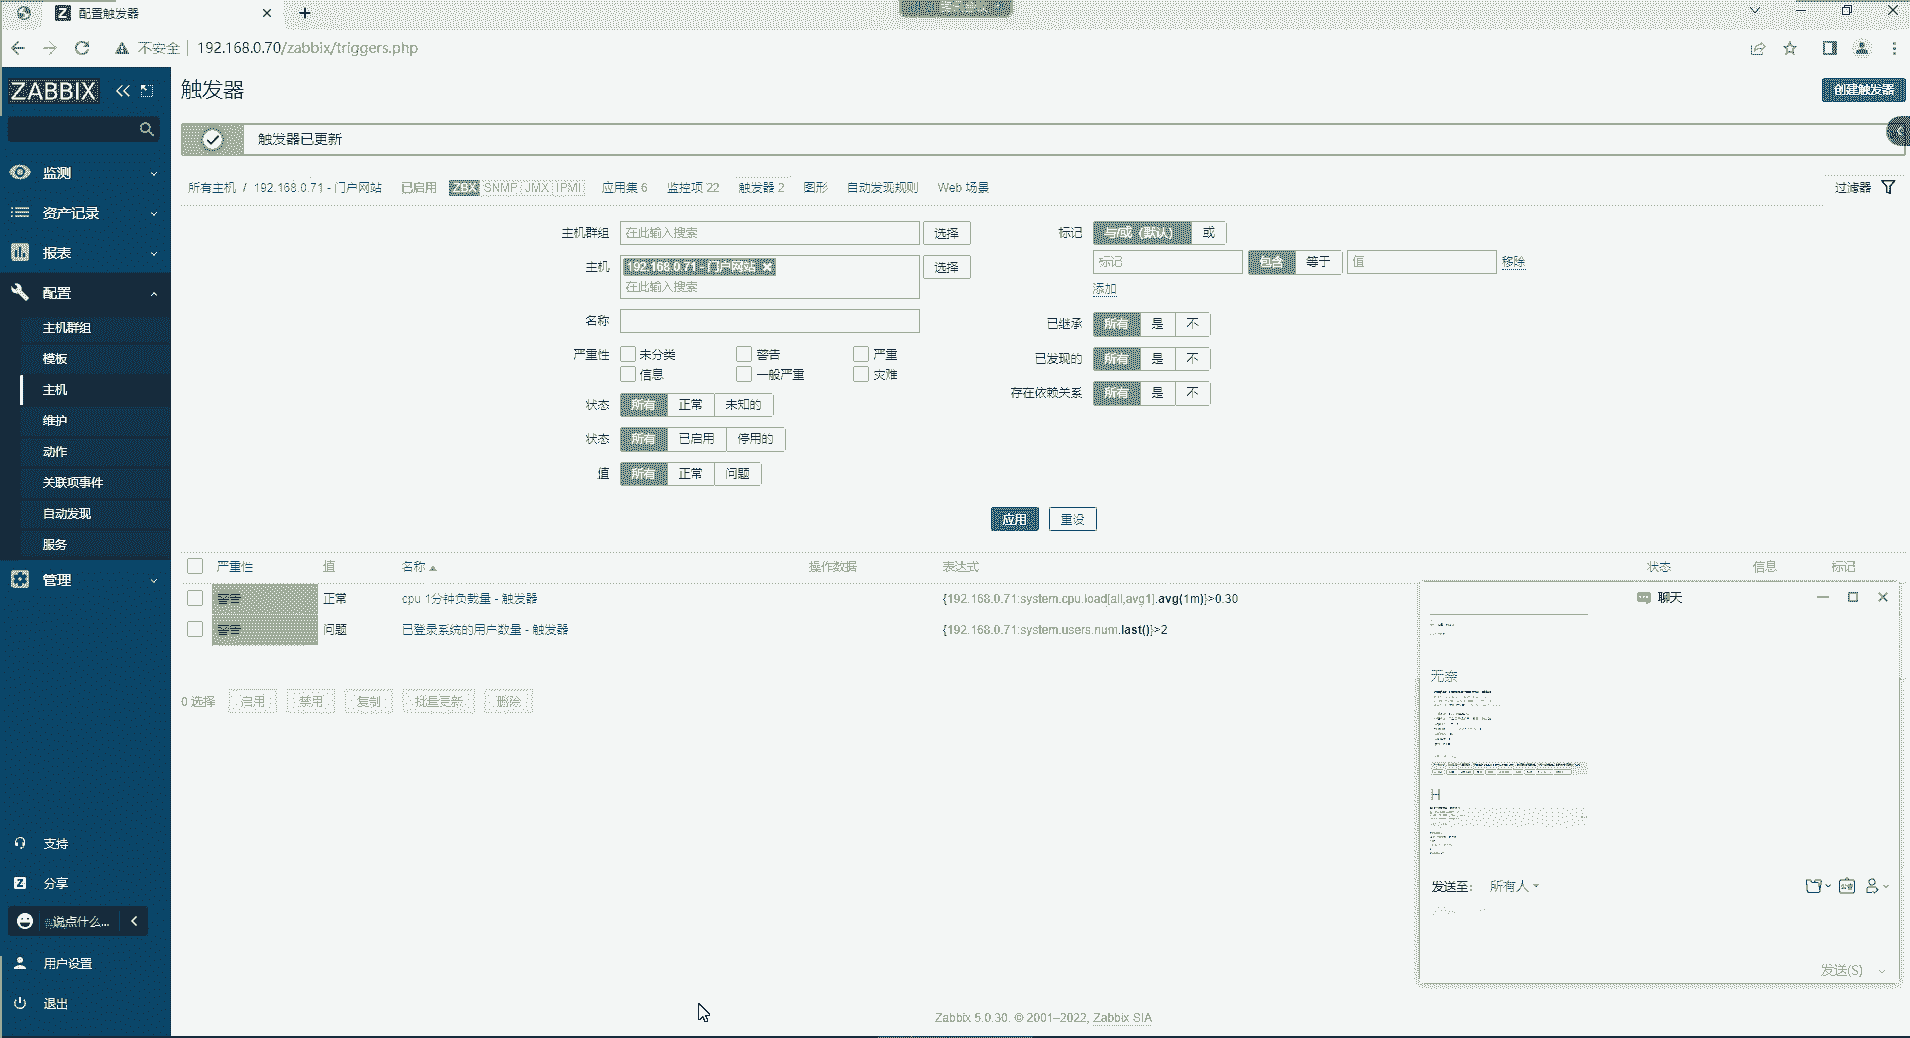 配置触发器
不安全 192.168.0.70/zabbix/triggers.php
ZABBIX
监测
资产记录
报表
配置
主机群组
模板
主机
维护
动作
关联项事件
自动发现
服务
管理
支持
分享
说点什么...
用户设置
退出
触发器
创建触发器
触发器已更新
所有主机 / 192.168.0.71 - 门户网站 已启用 ZBX SNMP JMX IPMI 应用集 6 监控项 22 触发器 2 图形 自动发现规则 Web 场景
过滤器
主机群组 在此输入搜索 选择
主机 192.168.0.71 - 门户网站 选择
在此输入搜索
名称
严重性 未分类 警告 严重
信息 一般严重 灾难
状态 所有 正常 未知的
状态 所有 已启用 停用的
值 所有 正常 问题
标记 与/或（默认） 或
标记 包含 等于 值 移除
添加
已继承 所有 是 不
已发现的 所有 是 不
存在依赖关系 所有 是 不
应用 重设
严重性 值 名称 操作数据 表达式 状态 信息 标记
警告 正常 cpu 1分钟负载量 - 触发器 {192.168.0.71:system.cpu.load[all,avg1].avg(1m)}>0.30
警告 问题 已登录系统的用户数量 - 触发器 {192.168.0.71:system.users.num.last()}>2
0 选择 启用 禁用 复制 批量更新 删除
聊天
无奈
H
发送至: 所有人
发送(S)
Zabbix 5.0.30. © 2001–2022, Zabbix SIA